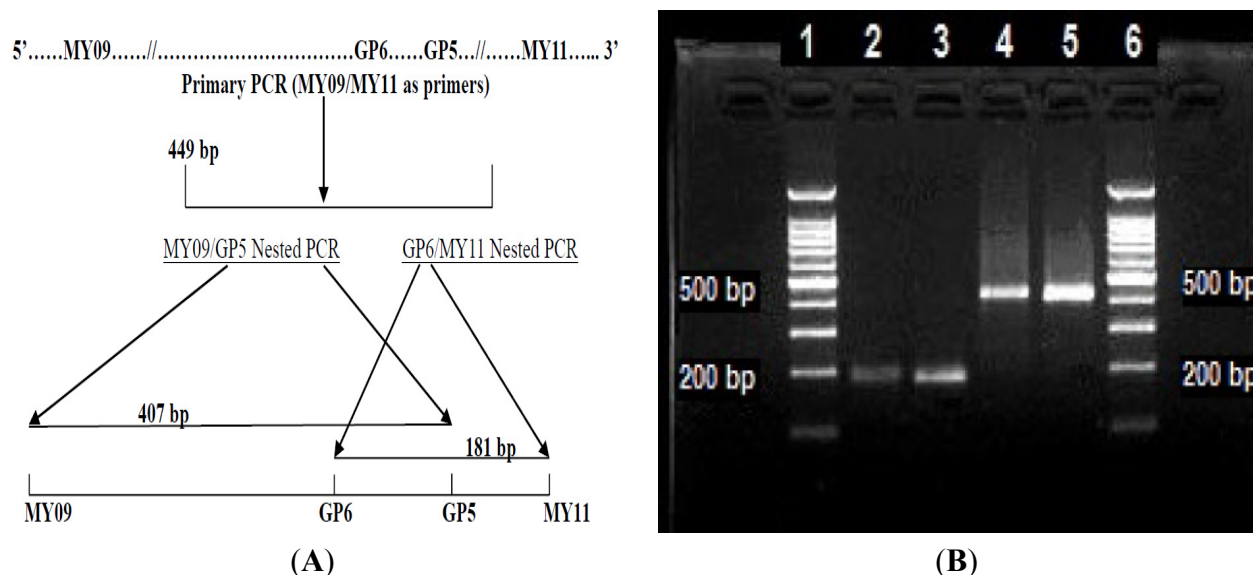 5’......MY09......//................................GP6......GP5...//......MY11...... 3’
Primary PCR (MY09/MY11 as primers)
449 bp
MY09/GP5 Nested PCR
GP6/MY11 Nested PCR
407 bp
181 bp
MY09
GP6
GP5
MY11
(A)
1 2 3 4 5 6
500 bp
500 bp
200 bp
200 bp
(B)